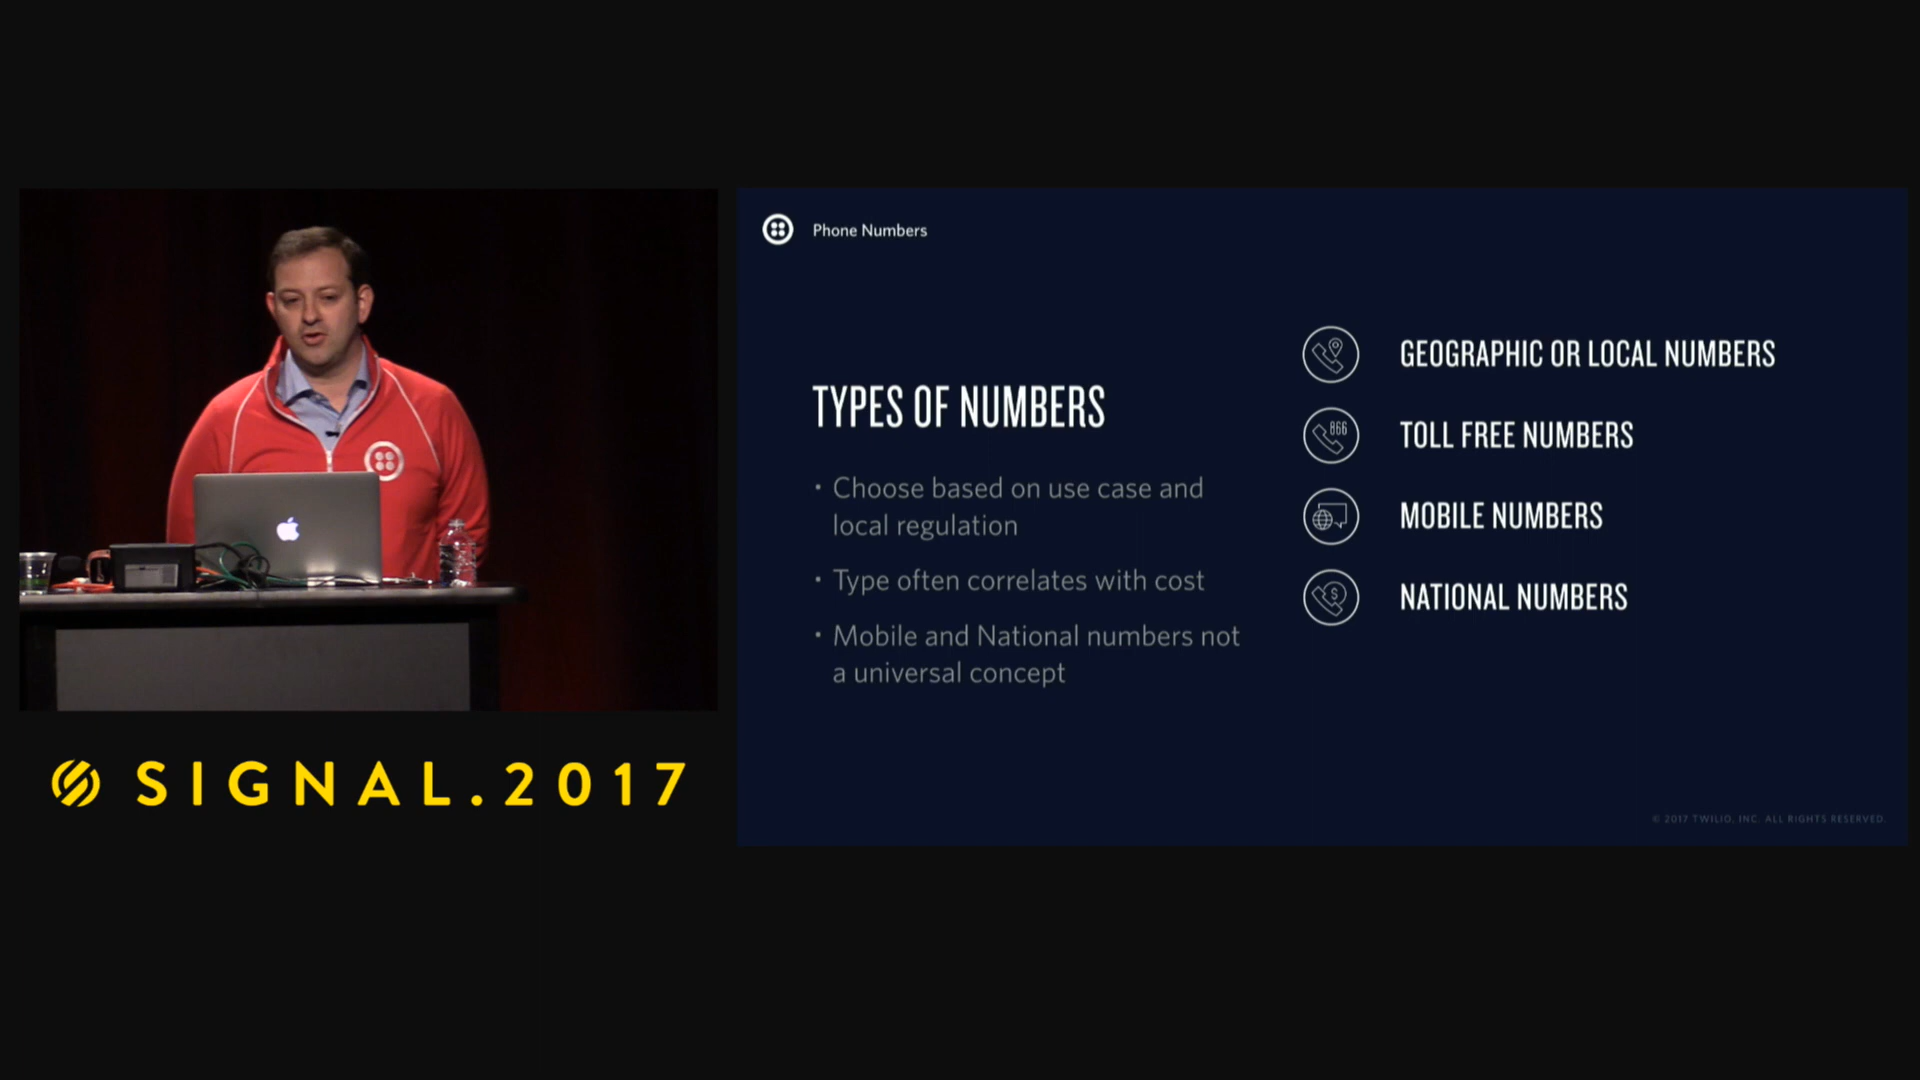 SIGNAL.2017
Phone Numbers
TYPES OF NUMBERS
• Choose based on use case and
local regulation
• Type often correlates with cost
• Mobile and National numbers not
a universal concept
GEOGRAPHIC OR LOCAL NUMBERS
866
TOLL FREE NUMBERS
MOBILE NUMBERS
$
NATIONAL NUMBERS
© 2017 TWILIO, INC. ALL RIGHTS RESERVED.